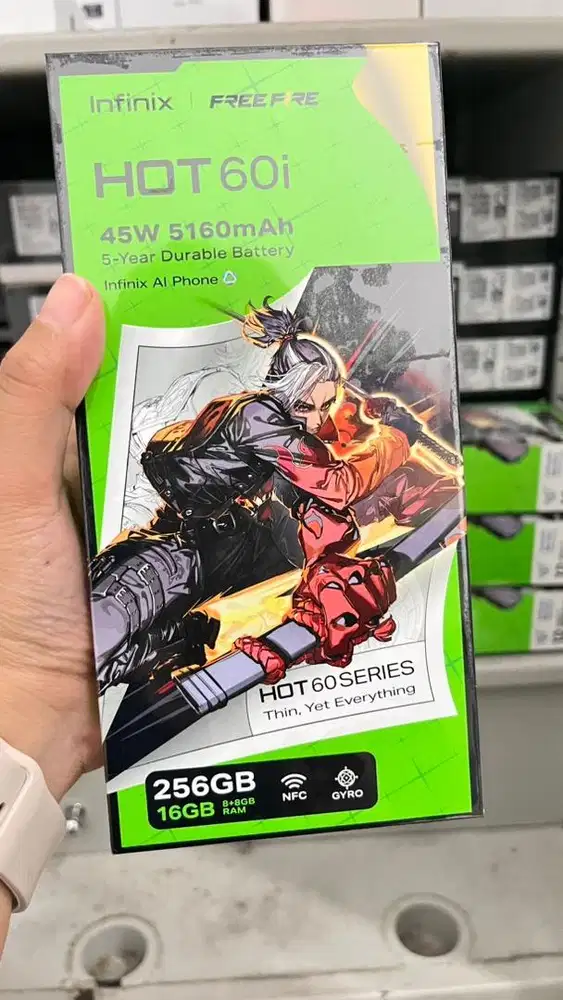 Infinix | FREE FIRE
HOT 60i
45W 5160mAh
5-Year Durable Battery
Infinix AI Phone
HOT 60 SERIES
Thin, Yet Everything
256GB
16GB 8+8GB RAM
NFC
GYRO